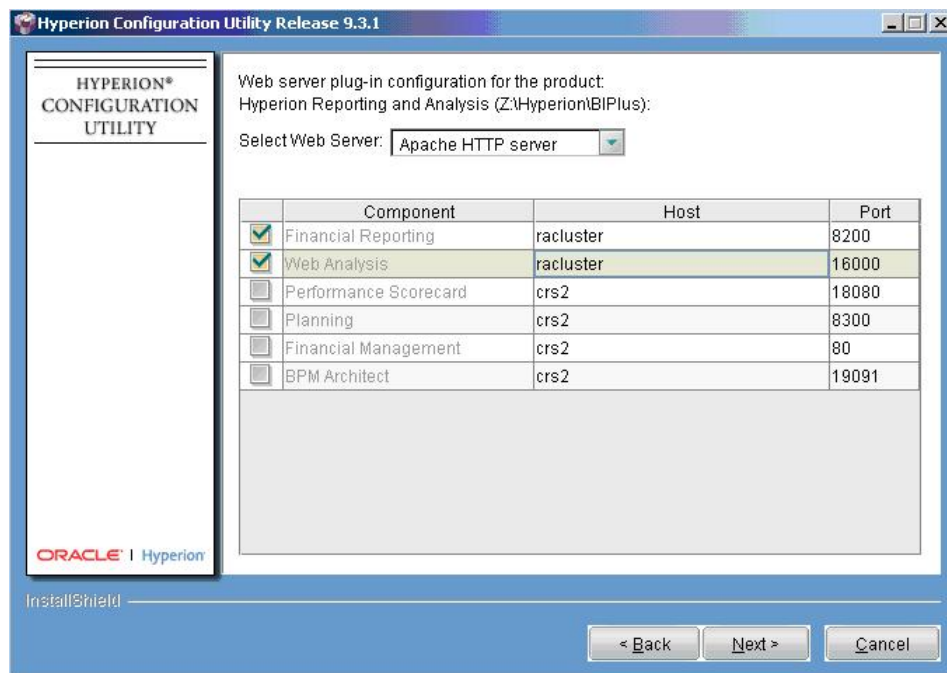 Hyperion Configuration Utility Release 9.3.1
HYPERION®
CONFIGURATION
UTILITY
Web server plug-in configuration for the product:
Hyperion Reporting and Analysis (Z:\Hyperion\BIPlus):
Select Web Server: Apache HTTP server
Component Host Port
Financial Reporting racluster 8200
Web Analysis racluster 16000
Performance Scorecard crs2 18080
Planning crs2 8300
Financial Management crs2 80
BPM Architect crs2 19091
ORACLE® | Hyperion
InstallShield
< Back Next > Cancel